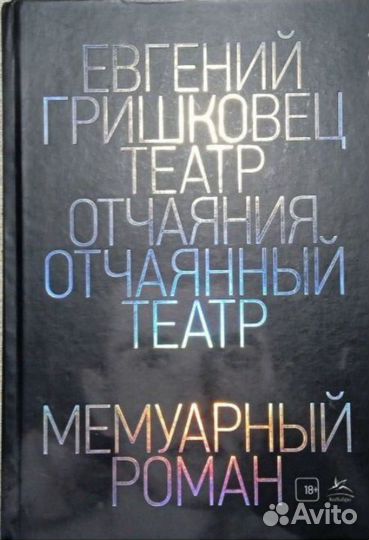 ЕВГЕНИЙ
ГРИШКОВЕЦ
ТЕАТР
ОТЧАЯНИЯ
ОТЧАЯННЫЙ
ТЕАТР
МЕМУАРНЫЙ
РОМАН
18+
Avito